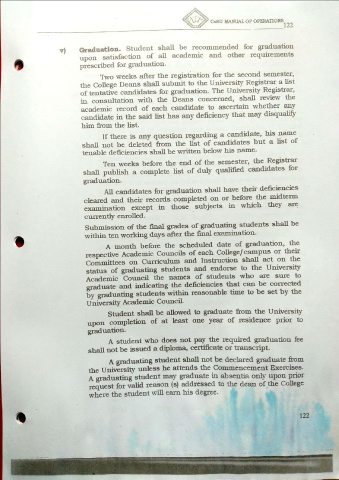 CMU MANUAL OF OPERATIONS
122
v) Graduation. Student shall be recommended for graduation
upon satisfaction of all academic and other requirements
prescribed for graduation.
Two weeks after the registration for the second semester,
the College Deans shall submit to the University Registrar a list
of tentative candidates for graduation. The University Registrar,
in consultation with the Deans concerned, shall review the
academic record of each candidate to ascertain whether any
candidate in the said list has any deficiency that may disqualify
him from the list.
If there is any question regarding a candidate, his name
shall not be deleted from the list of candidates but a list of
tenable deficiencies shall be written below his name.
Ten weeks before the end of the semester, the Registrar
shall publish a complete list of duly qualified candidates for
graduation.
All candidates for graduation shall have their deficiencies
cleared and their records completed on or before the midterm
examination except in those subjects in which they are
currently enrolled.
Submission of the final grades of graduating students shall be
within ten working days after the final examination.
A month before the scheduled date of graduation, the
respective Academic Councils of each College/campus or their
Committees on Curriculum and Instruction shall act on the
status of graduating students and endorse to the University
Academic Council the names of students who are sure to
graduate and indicating the deficiencies that can be corrected
by graduating students within reasonable time to be set by the
University Academic Council.
Student shall be allowed to graduate from the University
upon completion of at least one year of residence prior to
graduation.
A student who does not pay the required graduation fee
shall not be issued a diploma, certificate or transcript.
A graduating student shall not be declared graduate from
the University unless he attends the Commencement Exercises.
A graduating student may graduate in absentia only upon prior
request for valid reason (s) addressed to the dean of the College
where the student will earn his degree.
122